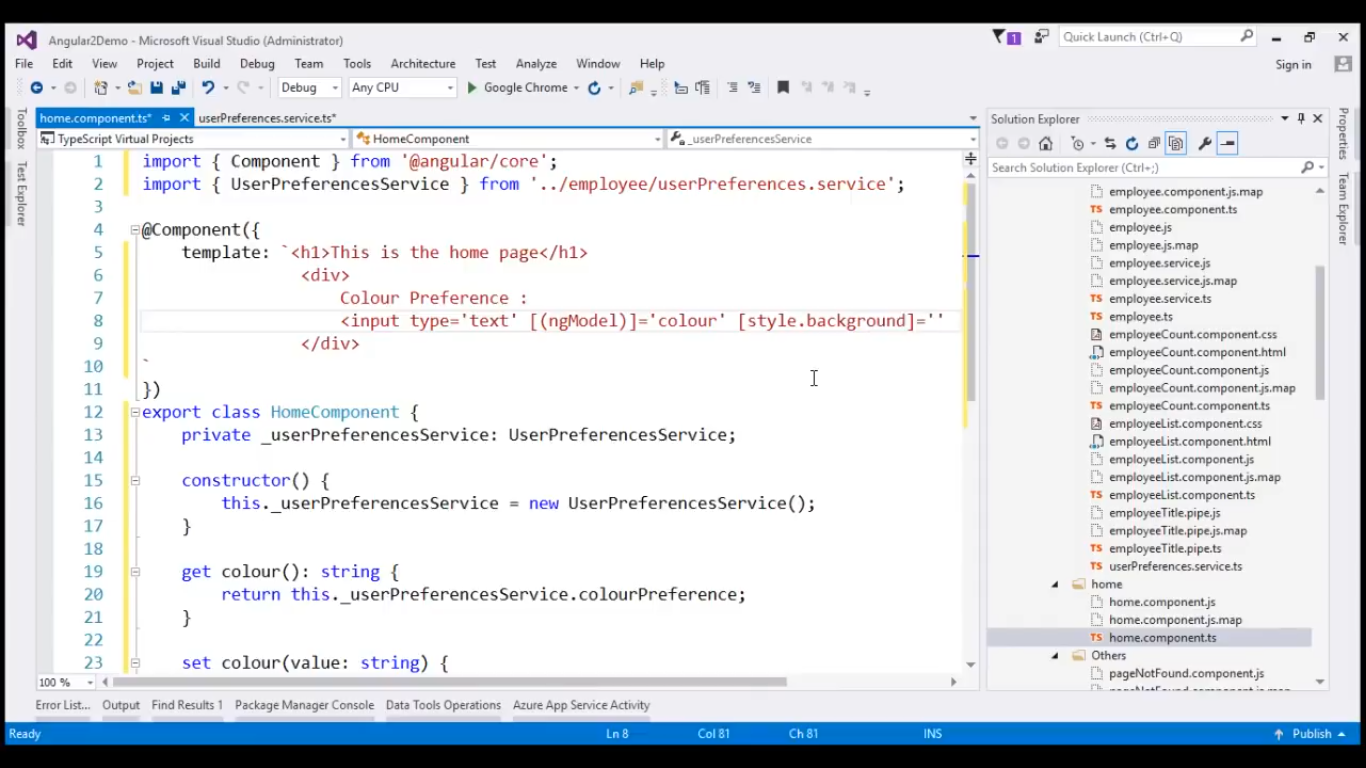 Angular2Demo - Microsoft Visual Studio (Administrator)
1
Quick Launch (Ctrl+Q)
File Edit View Project Build Debug Team Tools Architecture Test Analyze Window Help
Sign in
Debug Any CPU Google Chrome
Toolbox
Test Explorer
home.component.ts* userPreferences.service.ts*
TypeScript Virtual Projects HomeComponent _userPreferencesService
1 import { Component } from '@angular/core';
2 import { UserPreferencesService } from '../employee/userPreferences.service';
3
4 @Component({
5 template: `<h1>This is the home page</h1>
6 <div>
7 Colour Preference :
8 <input type='text' [(ngModel)]='colour' [style.background]=''
9 </div>
10 `
11 })
12 export class HomeComponent {
13 private _userPreferencesService: UserPreferencesService;
14
15 constructor() {
16 this._userPreferencesService = new UserPreferencesService();
17 }
18
19 get colour(): string {
20 return this._userPreferencesService.colourPreference;
21 }
22
23 set colour(value: string) {
100 %
Solution Explorer
Search Solution Explorer (Ctrl+;)
employee.component.js.map
TS employee.component.ts
employee.js
employee.js.map
employee.service.js
employee.service.js.map
TS employee.service.ts
TS employee.ts
employeeCount.component.css
employeeCount.component.html
employeeCount.component.js
employeeCount.component.js.map
TS employeeCount.component.ts
employeeList.component.css
employeeList.component.html
employeeList.component.js
employeeList.component.js.map
TS employeeList.component.ts
employeeTitle.pipe.js
employeeTitle.pipe.js.map
TS employeeTitle.pipe.ts
TS userPreferences.service.ts
home
home.component.js
home.component.js.map
TS home.component.ts
Others
pageNotFound.component.js
Properties
Team Explorer
Error List... Output Find Results 1 Package Manager Console Data Tools Operations Azure App Service Activity
Ready Ln 8 Col 81 Ch 81 INS Publish